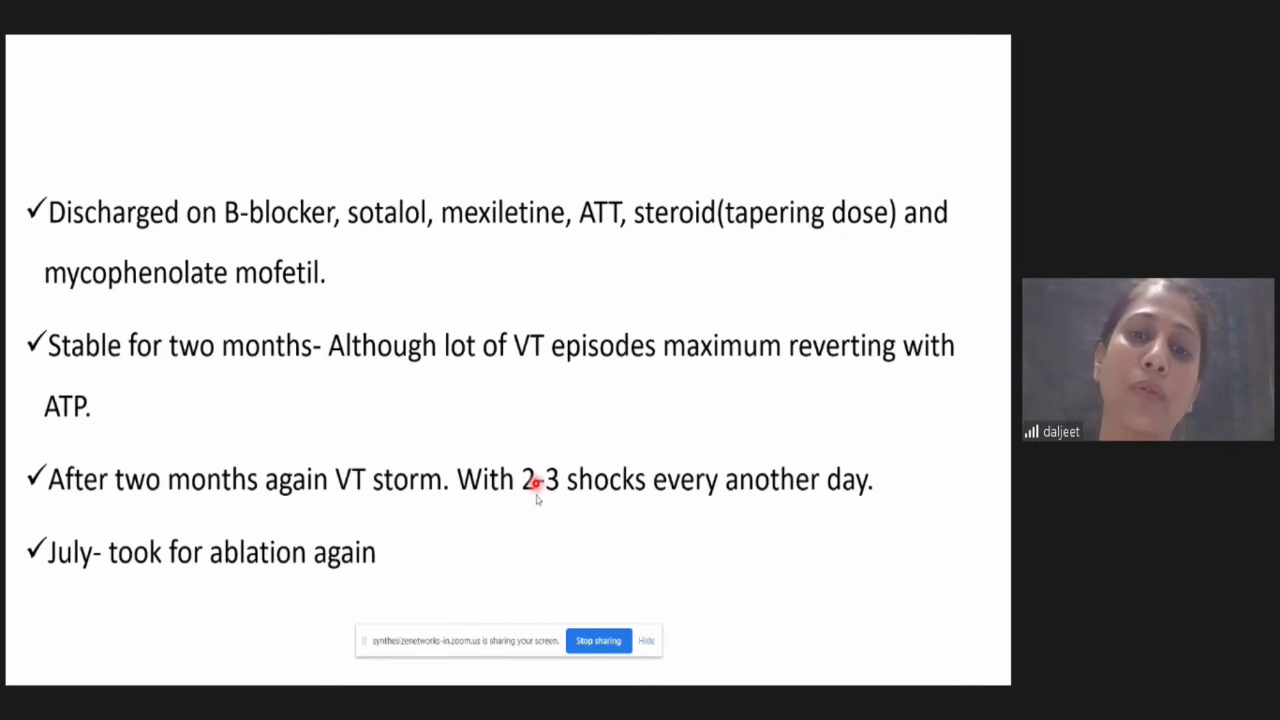 ✓Discharged on B-blocker, sotalol, mexiletine, ATT, steroid(tapering dose) and
mycophenolate mofetil.
✓Stable for two months- Although lot of VT episodes maximum reverting with
ATP.
✓After two months again VT storm. With 2-3 shocks every another day.
✓July- took for ablation again
daljeet
synthesizenetworks-in.zoom.us is sharing your screen. Stop sharing Hide